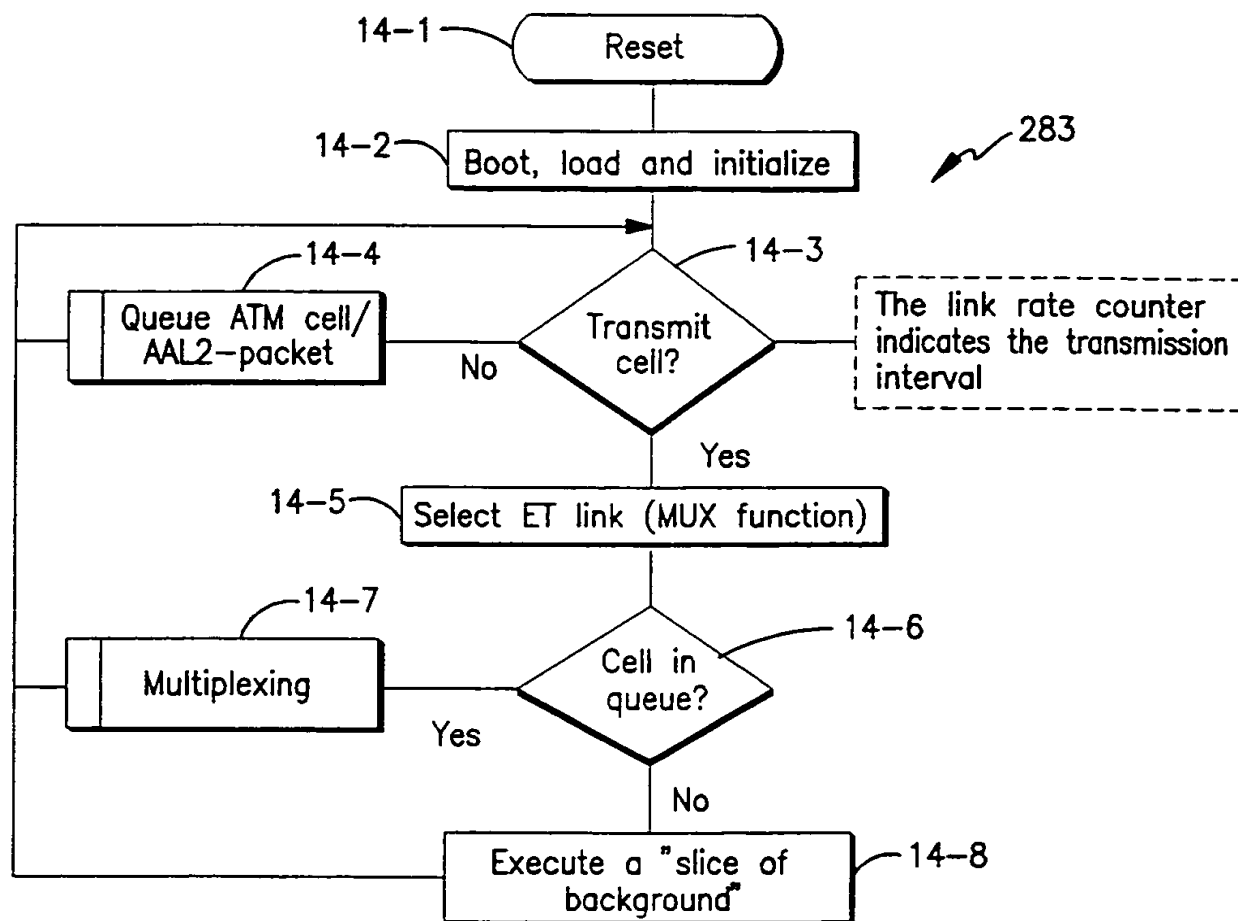 14-1
Reset
14-2
Boot, load and initialize
283
14-4
Queue ATM cell/
AAL2-packet
14-3
Transmit
cell?
No
The link rate counter
indicates the transmission
interval
Yes
14-5
Select ET link (MUX function)
14-7
Multiplexing
14-6
Cell in
queue?
Yes
No
Execute a "slice of
background"
14-8